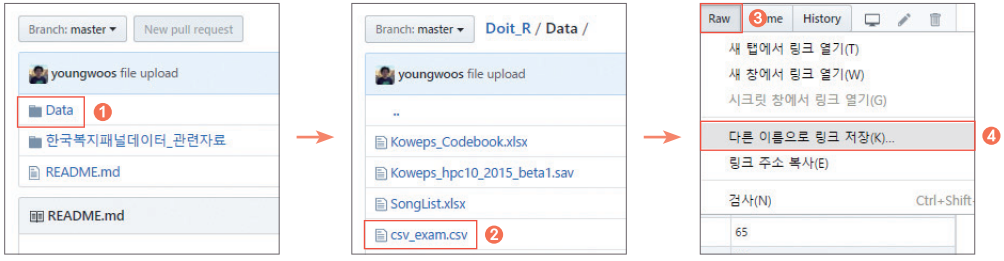 Branch: master
New pull request
youngwoos file upload
Data
1
한국복지패널데이터_관련자료
README.md
README.md
Branch: master
Doit_R / Data /
youngwoos file upload
..
Koweps_Codebook.xlsx
Koweps_hpc10_2015_beta1.sav
SongList.xlsx
csv_exam.csv
2
Raw
3
me
History
새 탭에서 링크 열기(T)
새 창에서 링크 열기(W)
시크릿 창에서 링크 열기(G)
다른 이름으로 링크 저장(K)...
4
링크 주소 복사(E)
검사(N)
Ctrl+Shift+
65